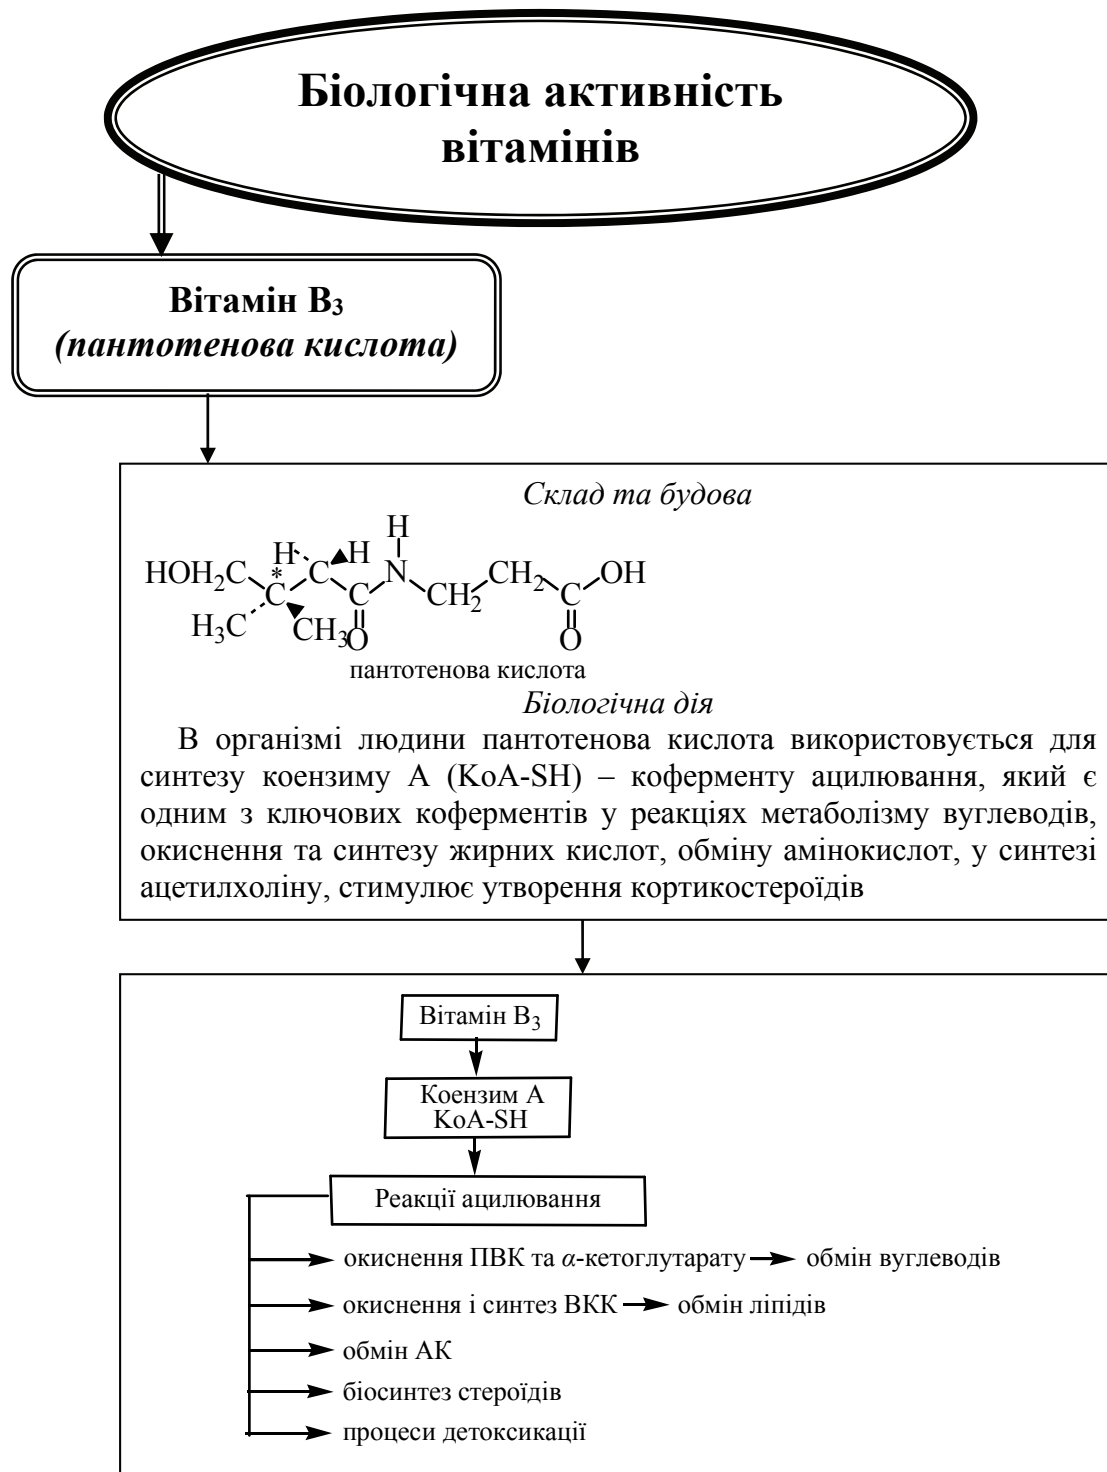 Біологічна активність
вітамінів
Вітамін В₃
(пантотенова кислота)
Склад та будова
H
H H
HOH₂C C N CH₂ OH
* C C CH₂ C
H₃C CH₃ O O
пантотенова кислота
Біологічна дія
В організмі людини пантотенова кислота використовується для
синтезу коензиму А (КоА-SH) – коферменту ацилювання, який є
одним з ключових коферментів у реакціях метаболізму вуглеводів,
окиснення та синтезу жирних кислот, обміну амінокислот, у синтезі
ацетилхоліну, стимулює утворення кортикостероїдів
Вітамін В₃
Коензим А
КоА-SH
Реакції ацилювання
окиснення ПВК та α-кетоглутарату обмін вуглеводів
окиснення і синтез ВКК обмін ліпідів
обмін АК
біосинтез стероїдів
процеси детоксикації